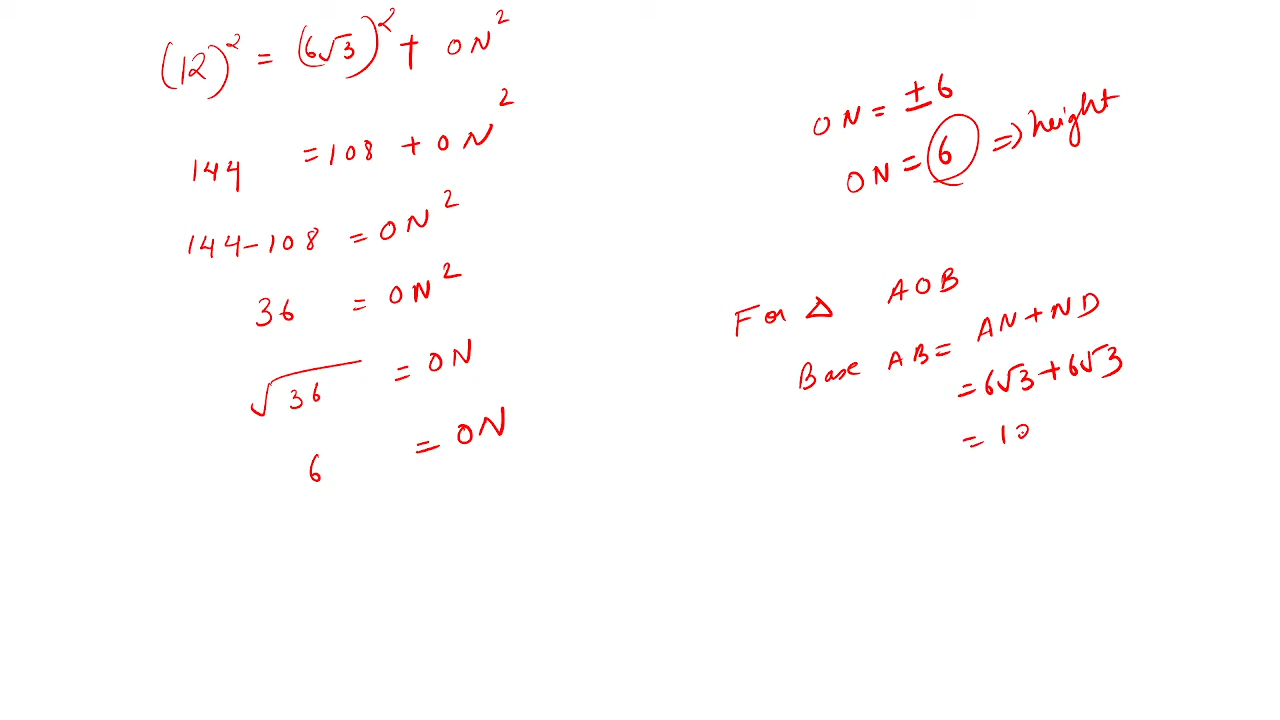 (12)² = (6√3)² + ON²
144 = 108 + ON²
144 - 108 = ON²
36 = ON²
√36 = ON
6 = ON
ON = ±6
ON = 6 ⇒ height
For Δ AOB
Base AB = AN + ND
= 6√3 + 6√3
= 12